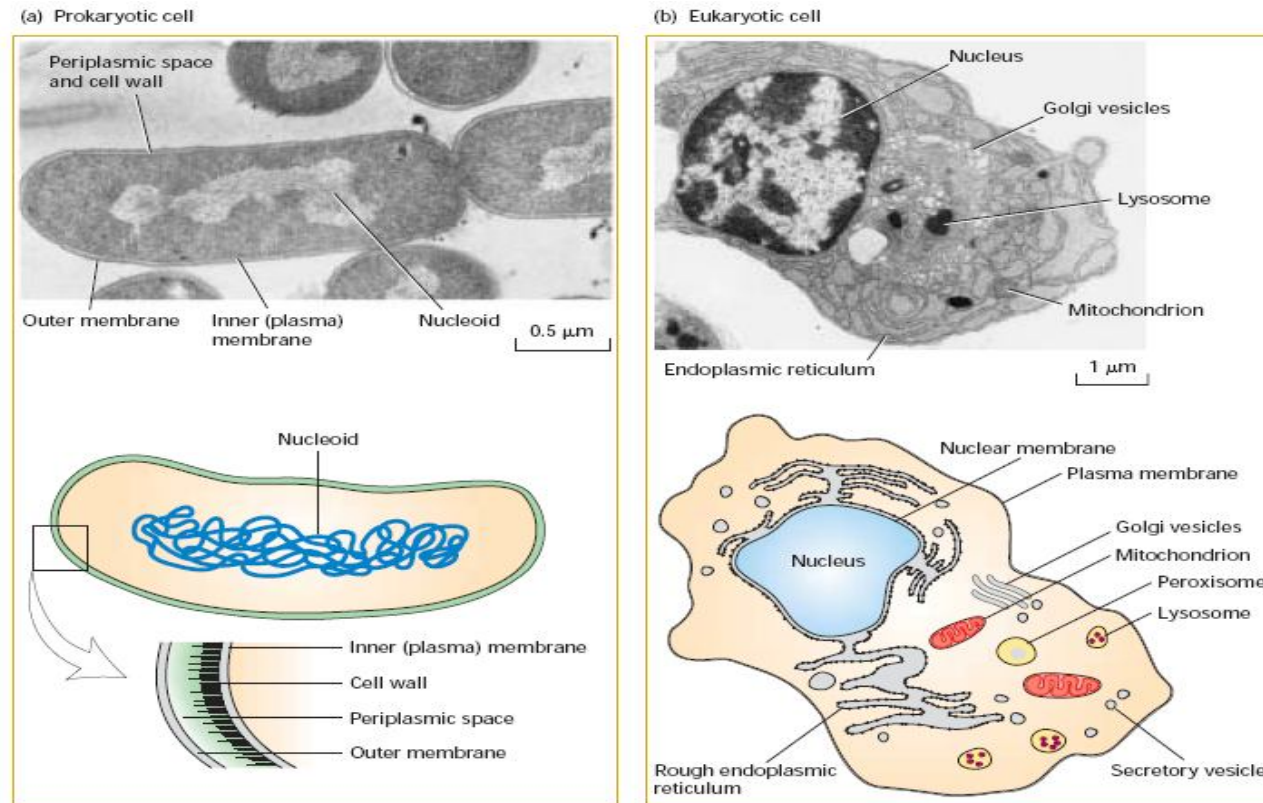 (a) Prokaryotic cell
Periplasmic space
and cell wall
Outer membrane
Inner (plasma)
membrane
Nucleoid
0.5 μm
Nucleoid
Inner (plasma) membrane
Cell wall
Periplasmic space
Outer membrane
(b) Eukaryotic cell
Nucleus
Golgi vesicles
Lysosome
Mitochondrion
Endoplasmic reticulum
1 μm
Nuclear membrane
Plasma membrane
Golgi vesicles
Mitochondrion
Peroxisome
Lysosome
Nucleus
Rough endoplasmic
reticulum
Secretory vesicle